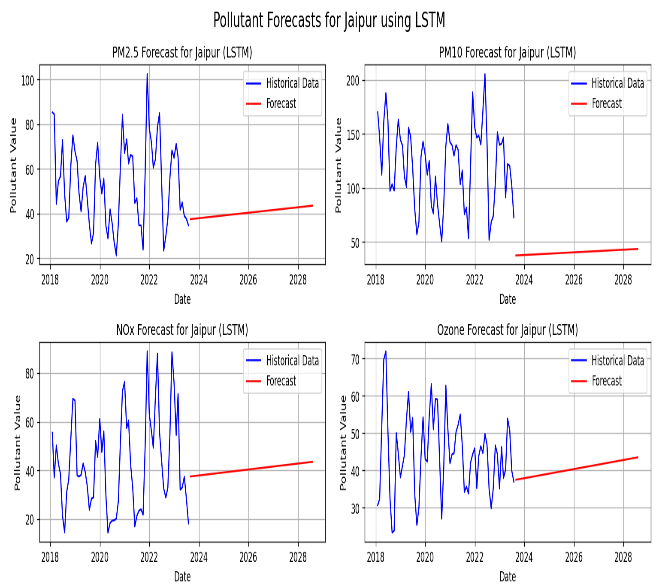 Pollutant Forecasts for Jaipur using LSTM
PM2.5 Forecast for Jaipur (LSTM)
Historical Data
Forecast
Pollutant Value
100
80
60
40
20
2018 2020 2022 2024 2026 2028
Date
PM10 Forecast for Jaipur (LSTM)
Historical Data
Forecast
Pollutant Value
200
150
100
50
2018 2020 2022 2024 2026 2028
Date
NOx Forecast for Jaipur (LSTM)
Historical Data
Forecast
Pollutant Value
80
60
40
20
2018 2020 2022 2024 2026 2028
Date
Ozone Forecast for Jaipur (LSTM)
Historical Data
Forecast
Pollutant Value
70
60
50
40
30
2018 2020 2022 2024 2026 2028
Date